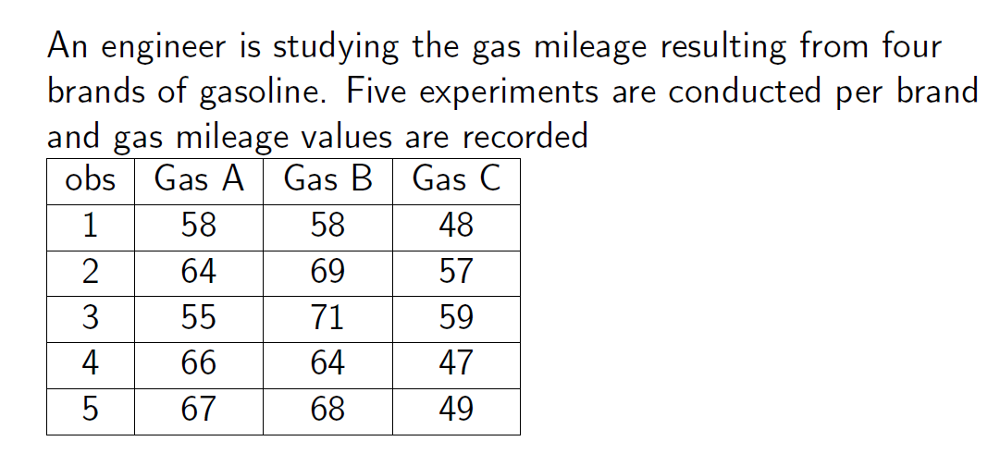 An engineer is studying the gas mileage resulting from four
brands of gasoline. Five experiments are conducted per brand
and gas mileage values are recorded
obs Gas A Gas B Gas C
1 58 58 48
2 64 69 57
3 55 71 59
4 66 64 47
5 67 68 49